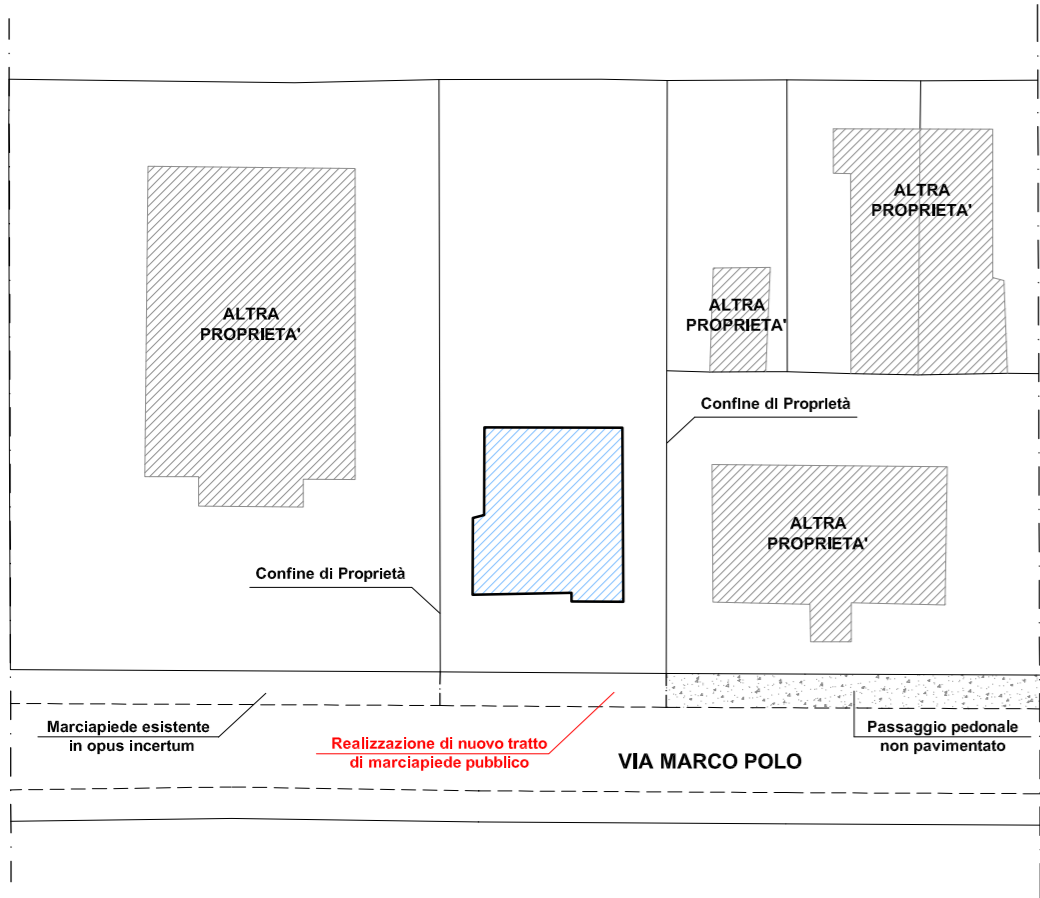 ALTRA
PROPRIETA'
ALTRA
PROPRIETA'
ALTRA
PROPRIETA'
Confine di Proprietà
ALTRA
PROPRIETA'
Confine di Proprietà
Marciapiede esistente
in opus incertum
Realizzazione di nuovo tratto
di marciapiede pubblico
VIA MARCO POLO
Passaggio pedonale
non pavimentato